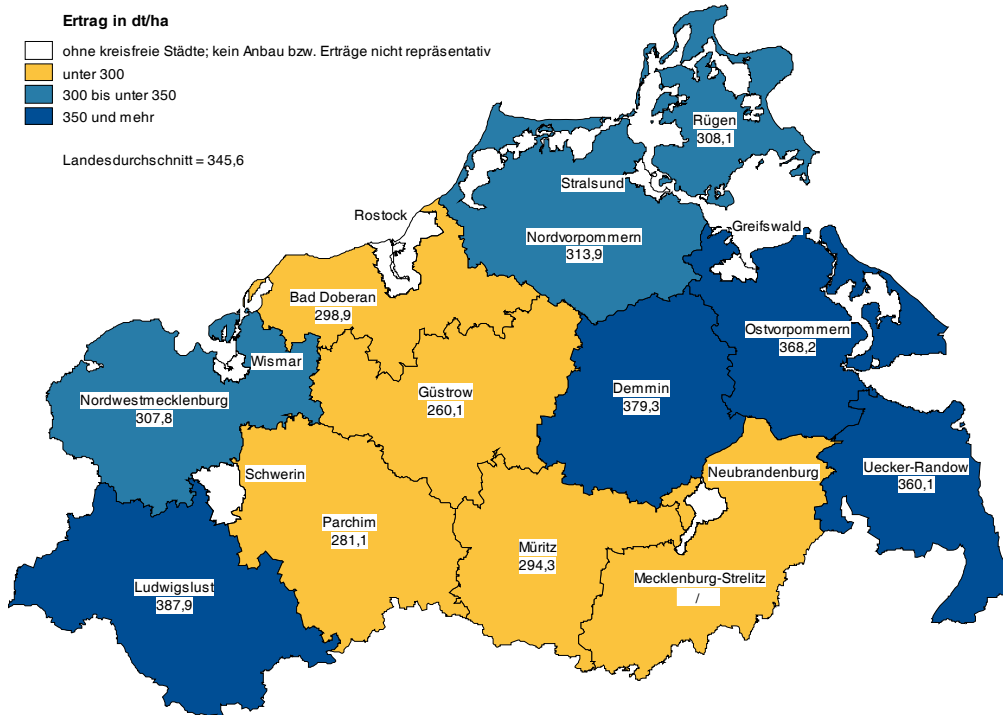 Ertrag in dt/ha
ohne kreisfreie Städte; kein Anbau bzw. Erträge nicht repräsentativ
unter 300
300 bis unter 350
350 und mehr
Landesdurchschnitt = 345,6
Rügen
308,1
Stralsund
Rostock
Greifswald
Nordvorpommern
313,9
Bad Doberan
298,9
Ostvorpommern
368,2
Wismar
Güstrow
260,1
Demmin
379,3
Nordwestmecklenburg
307,8
Schwerin
Neubrandenburg
Uecker-Randow
360,1
Parchim
281,1
Müritz
294,3
Mecklenburg-Strelitz
/
Ludwigslust
387,9